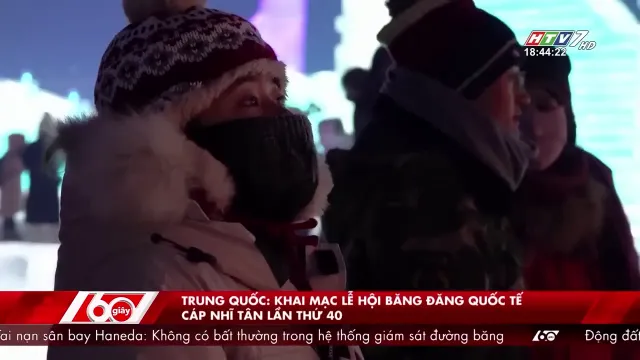 HTV7 HD
18:44:22
60 giây
TRUNG QUỐC: KHAI MẠC LỄ HỘI BĂNG ĐĂNG QUỐC TẾ
CÁP NHĨ TÂN LẦN THỨ 40
Tai nạn sân bay Haneda: Không có bất thường trong hệ thống giám sát đường băng 60 Động đất